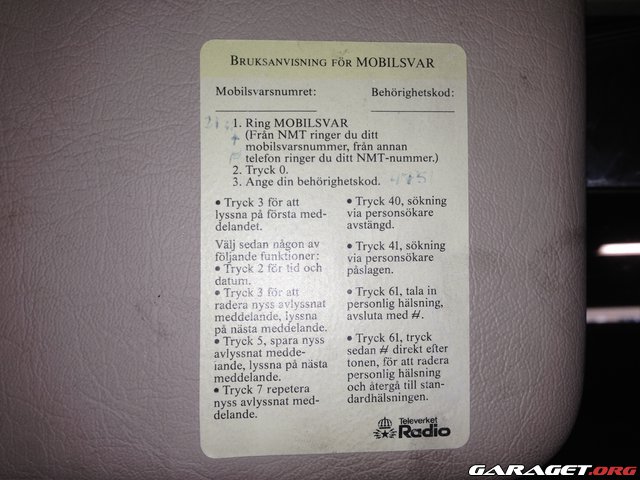 BRUKSANVISNING FÖR MOBILSVAR
Mobilsvarsnumret: Behörighetskod:
1. Ring MOBILSVAR
(Från NMT ringer du ditt
mobilsvarsnummer, från annan
telefon ringer du ditt NMT-nummer.)
2. Tryck 0.
3. Ange din behörighetskod.
• Tryck 3 för att
lyssna på första med-
delandet.
Välj sedan någon av
följande funktioner:
• Tryck 2 för tid och
datum.
• Tryck 3 för att
radera nyss avlyssnat
meddelande, lyssna
på nästa meddelande.
• Tryck 5, spara nyss
avlyssnat medde-
lande, lyssna på nästa
meddelande.
• Tryck 7 repetera
nyss avlyssnat med-
delande.
• Tryck 40, sökning
via personsökare
avstängd.
• Tryck 41, sökning
via personsökare
påslagen.
• Tryck 61, tala in
personlig hälsning,
avsluta med #.
• Tryck 61, tryck
sedan # direkt efter
tonen, för att radera
personlig hälsning
och återgå till stan-
dardhälsningen.
Televerket
Radio
GARAGET.ORG